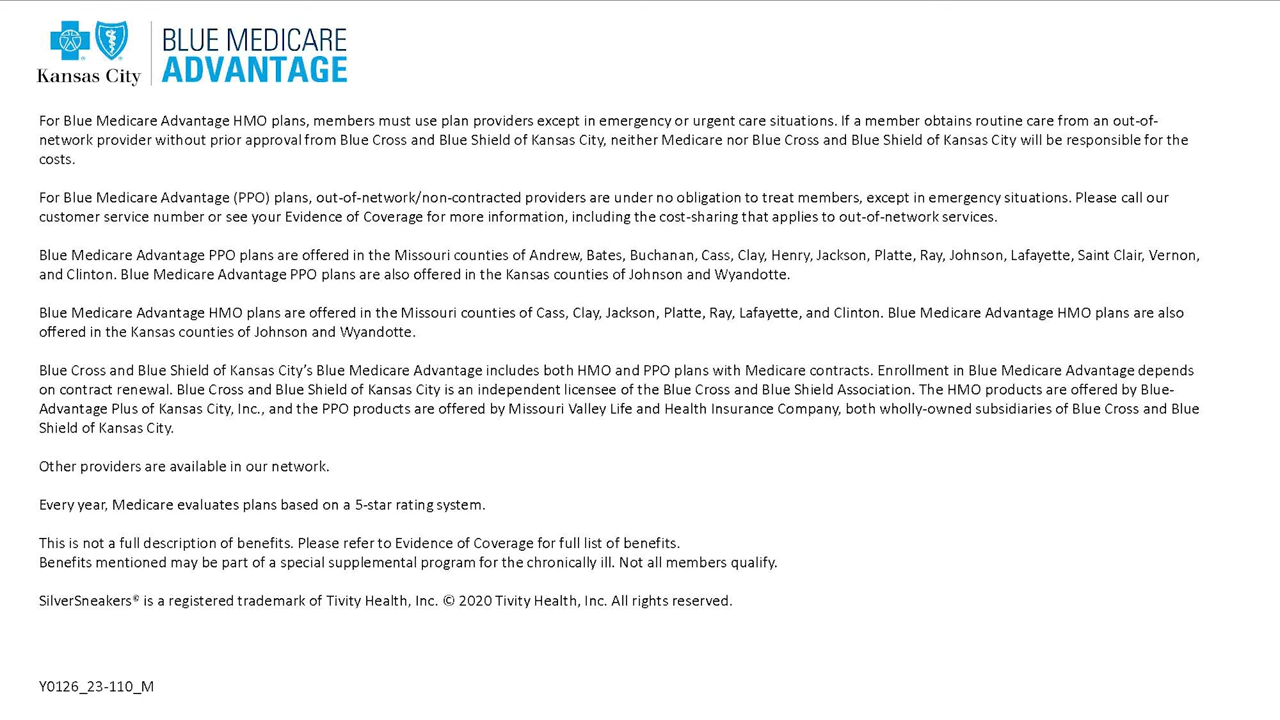 Kansas City
BLUE MEDICARE
ADVANTAGE
For Blue Medicare Advantage HMO plans, members must use plan providers except in emergency or urgent care situations. If a member obtains routine care from an out-of-
network provider without prior approval from Blue Cross and Blue Shield of Kansas City, neither Medicare nor Blue Cross and Blue Shield of Kansas City will be responsible for the
costs.
For Blue Medicare Advantage (PPO) plans, out-of-network/non-contracted providers are under no obligation to treat members, except in emergency situations. Please call our
customer service number or see your Evidence of Coverage for more information, including the cost-sharing that applies to out-of-network services.
Blue Medicare Advantage PPO plans are offered in the Missouri counties of Andrew, Bates, Buchanan, Cass, Clay, Henry, Jackson, Platte, Ray, Johnson, Lafayette, Saint Clair, Vernon,
and Clinton. Blue Medicare Advantage PPO plans are also offered in the Kansas counties of Johnson and Wyandotte.
Blue Medicare Advantage HMO plans are offered in the Missouri counties of Cass, Clay, Jackson, Platte, Ray, Lafayette, and Clinton. Blue Medicare Advantage HMO plans are also
offered in the Kansas counties of Johnson and Wyandotte.
Blue Cross and Blue Shield of Kansas City’s Blue Medicare Advantage includes both HMO and PPO plans with Medicare contracts. Enrollment in Blue Medicare Advantage depends
on contract renewal. Blue Cross and Blue Shield of Kansas City is an independent licensee of the Blue Cross and Blue Shield Association. The HMO products are offered by Blue-
Advantage Plus of Kansas City, Inc., and the PPO products are offered by Missouri Valley Life and Health Insurance Company, both wholly-owned subsidiaries of Blue Cross and Blue
Shield of Kansas City.
Other providers are available in our network.
Every year, Medicare evaluates plans based on a 5-star rating system.
This is not a full description of benefits. Please refer to Evidence of Coverage for full list of benefits.
Benefits mentioned may be part of a special supplemental program for the chronically ill. Not all members qualify.
SilverSneakers® is a registered trademark of Tivity Health, Inc. © 2020 Tivity Health, Inc. All rights reserved.
Y0126_23-110_M